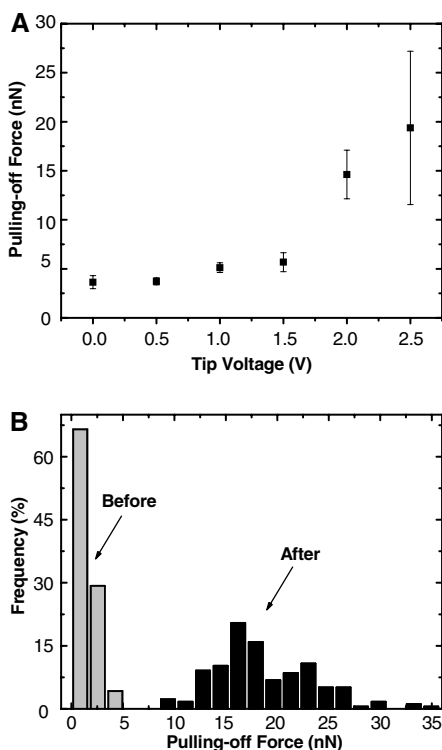 A
30
25
20
15
10
5
0
Pulling-off Force (nN)
0.0 0.5 1.0 1.5 2.0 2.5
Tip Voltage (V)
B
60
45
30
15
0
Frequency (%)
Before
After
0 5 10 15 20 25 30 35
Pulling-off Force (nN)